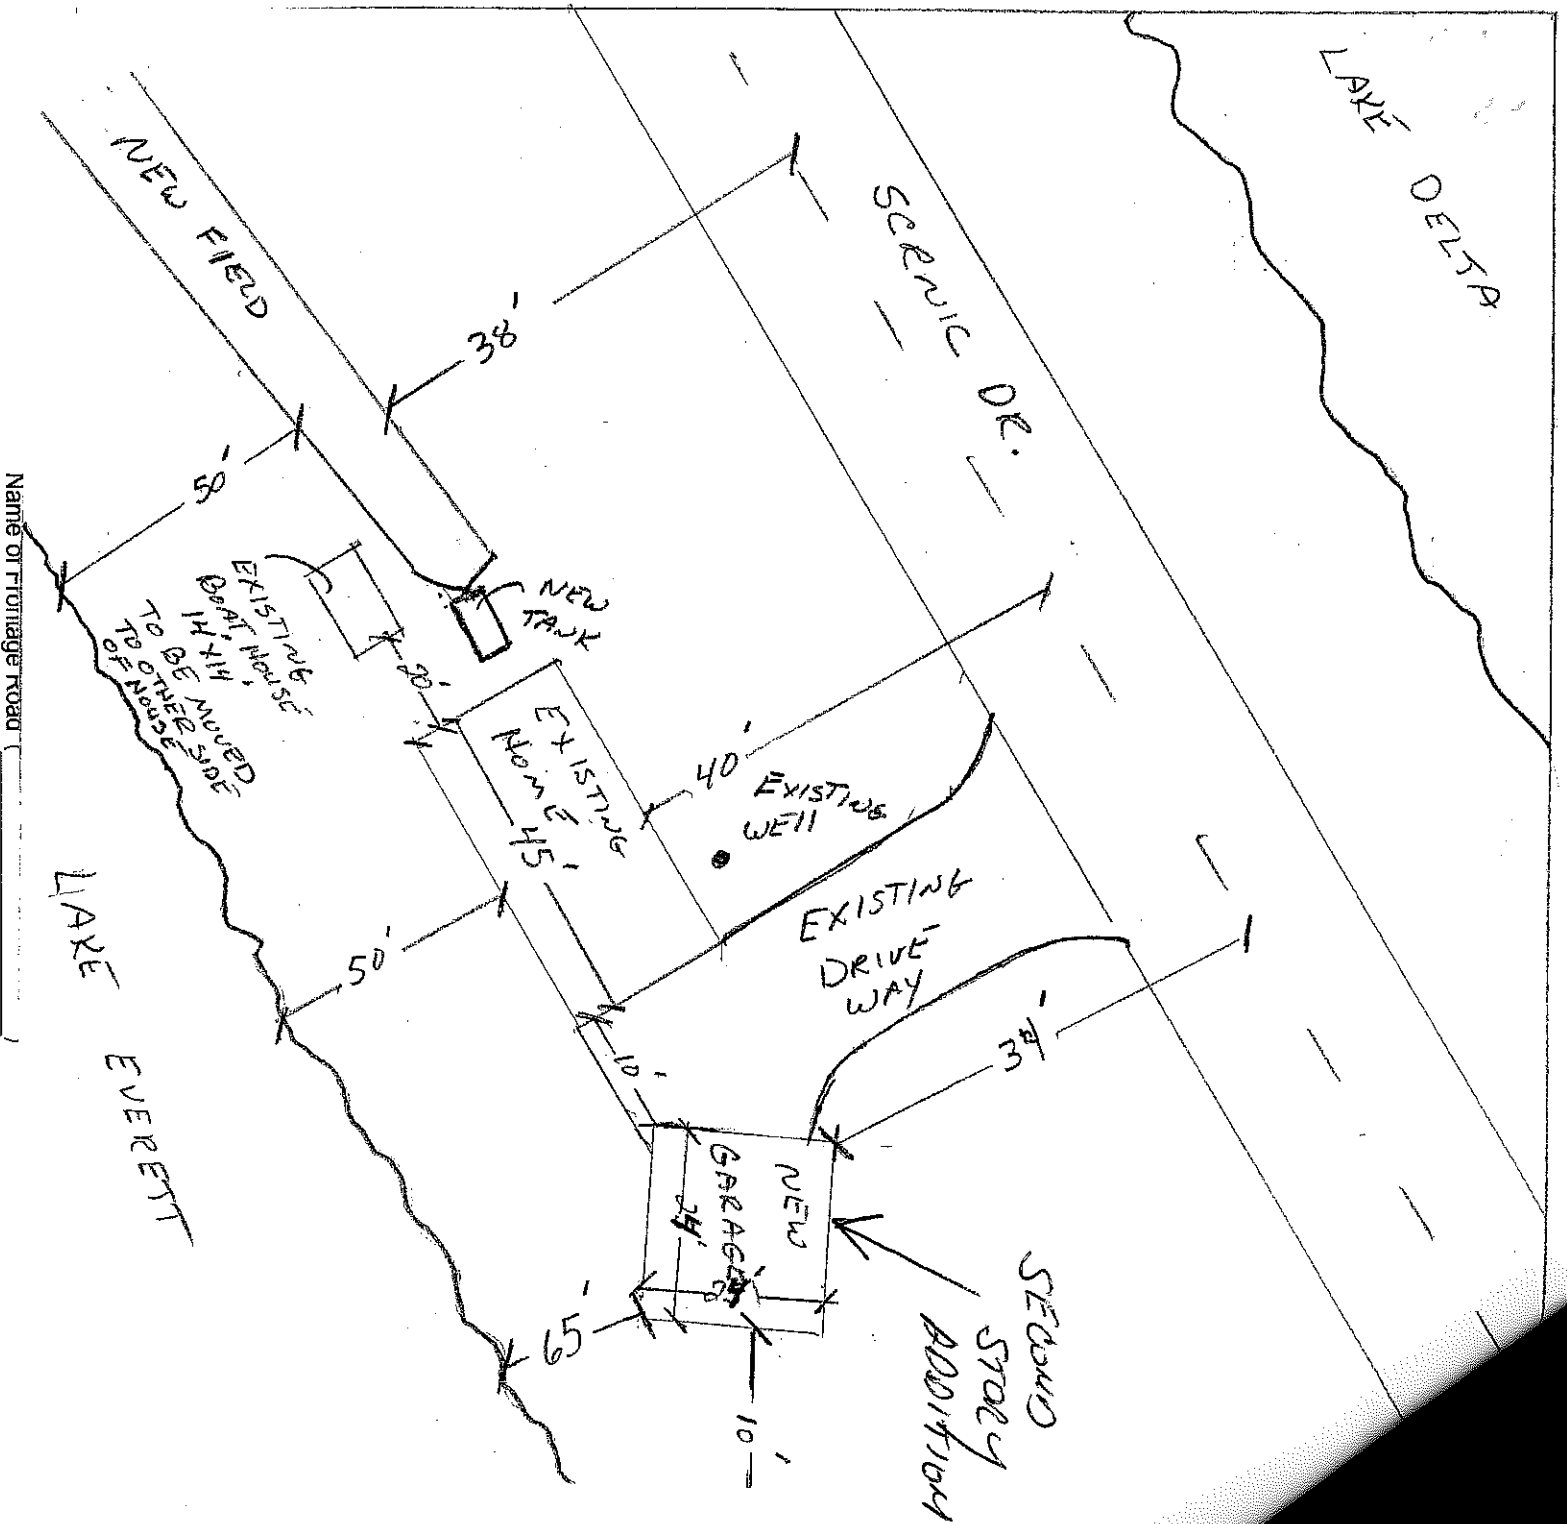 LAKE DELTA
SCRNIC DR.
NEW FIELD
38'
50'
NEW
TANK
EXISTING
BOAT HOUSE
14'x14'
TO BE MOVED
TO OTHER SIDE
OF HOUSE
20'
EXISTING
HOME
45'
40'
EXISTING
WEll
EXISTING
DRIVE
WAY
50'
10'
34'
NEW
GARAGE
24'
65'
10'
SECOND
STORY
ADDITION
LAKE EVERETT
Name of Frontage Road ( )